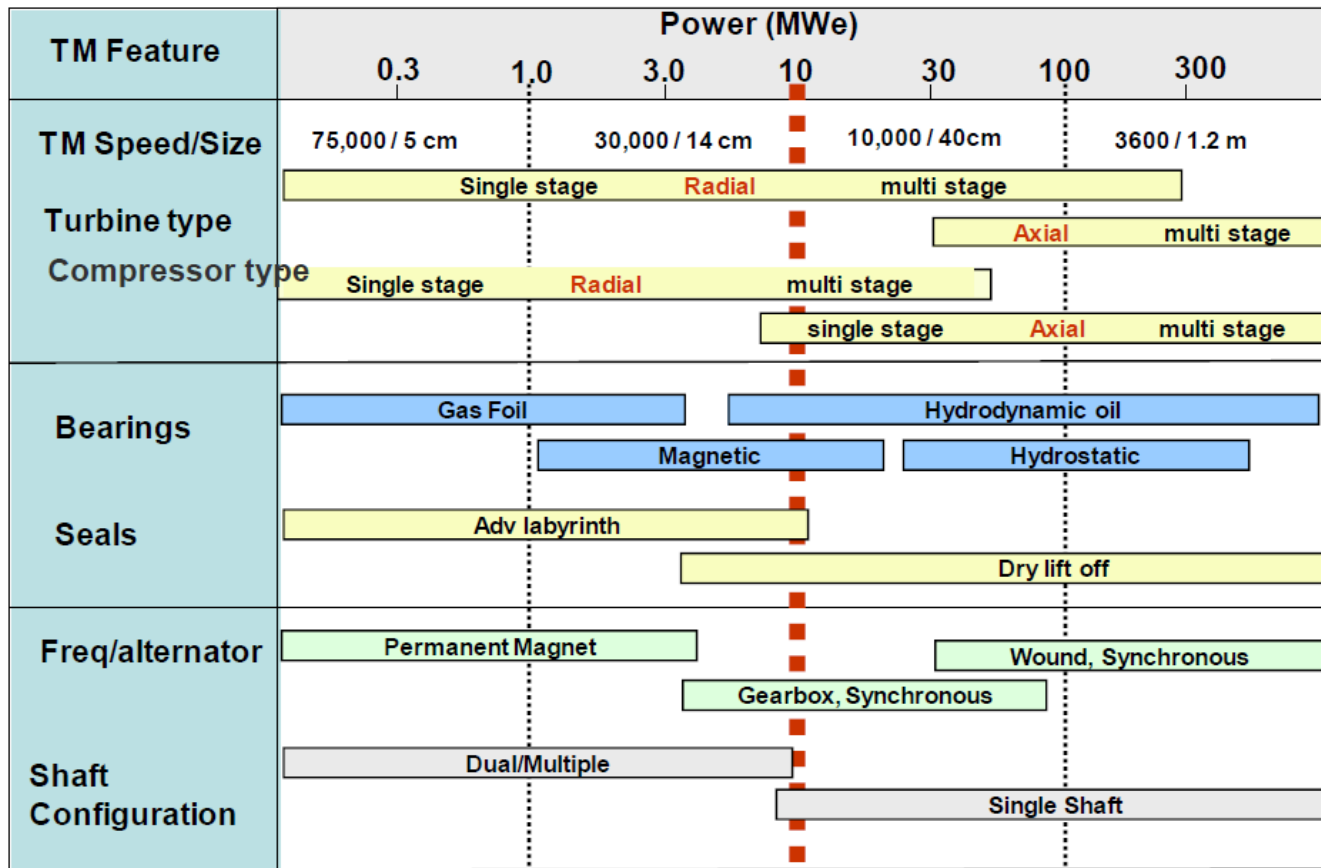 TM Feature
Power (MWe)
0.3 1.0 3.0 10 30 100 300
TM Speed/Size
75,000 / 5 cm 30,000 / 14 cm 10,000 / 40cm 3600 / 1.2 m
Single stage Radial multi stage
Turbine type
Axial multi stage
Compressor type
Single stage Radial multi stage
single stage Axial multi stage
Bearings
Gas Foil Hydrodynamic oil
Magnetic Hydrostatic
Seals
Adv labyrinth
Dry lift off
Freq/alternator
Permanent Magnet Wound, Synchronous
Gearbox, Synchronous
Shaft
Configuration
Dual/Multiple
Single Shaft